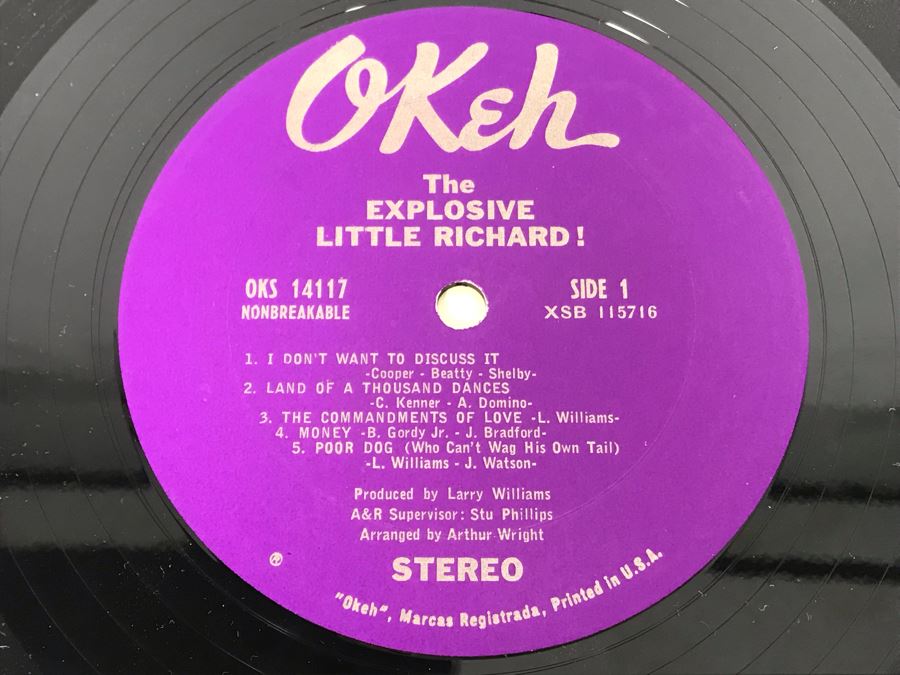 OKeh
The
EXPLOSIVE
LITTLE RICHARD!
OKS 14117
NONBREAKABLE
SIDE 1
XSB 115716
1. I DON'T WANT TO DISCUSS IT
-Cooper - Beatty - Shelby-
2. LAND OF A THOUSAND DANCES
-C. Kenner - A. Domino-
3. THE COMMANDMENTS OF LOVE -L. Williams-
4. MONEY -B. Gordy Jr. - J. Bradford-
5. POOR DOG (Who Can't Wag His Own Tail)
-L. Williams - J. Watson-
Produced by Larry Williams
A&R Supervisor: Stu Phillips
Arranged by Arthur Wright
®
STEREO
"Okeh", Marcas Registrada, Printed in U.S.A.